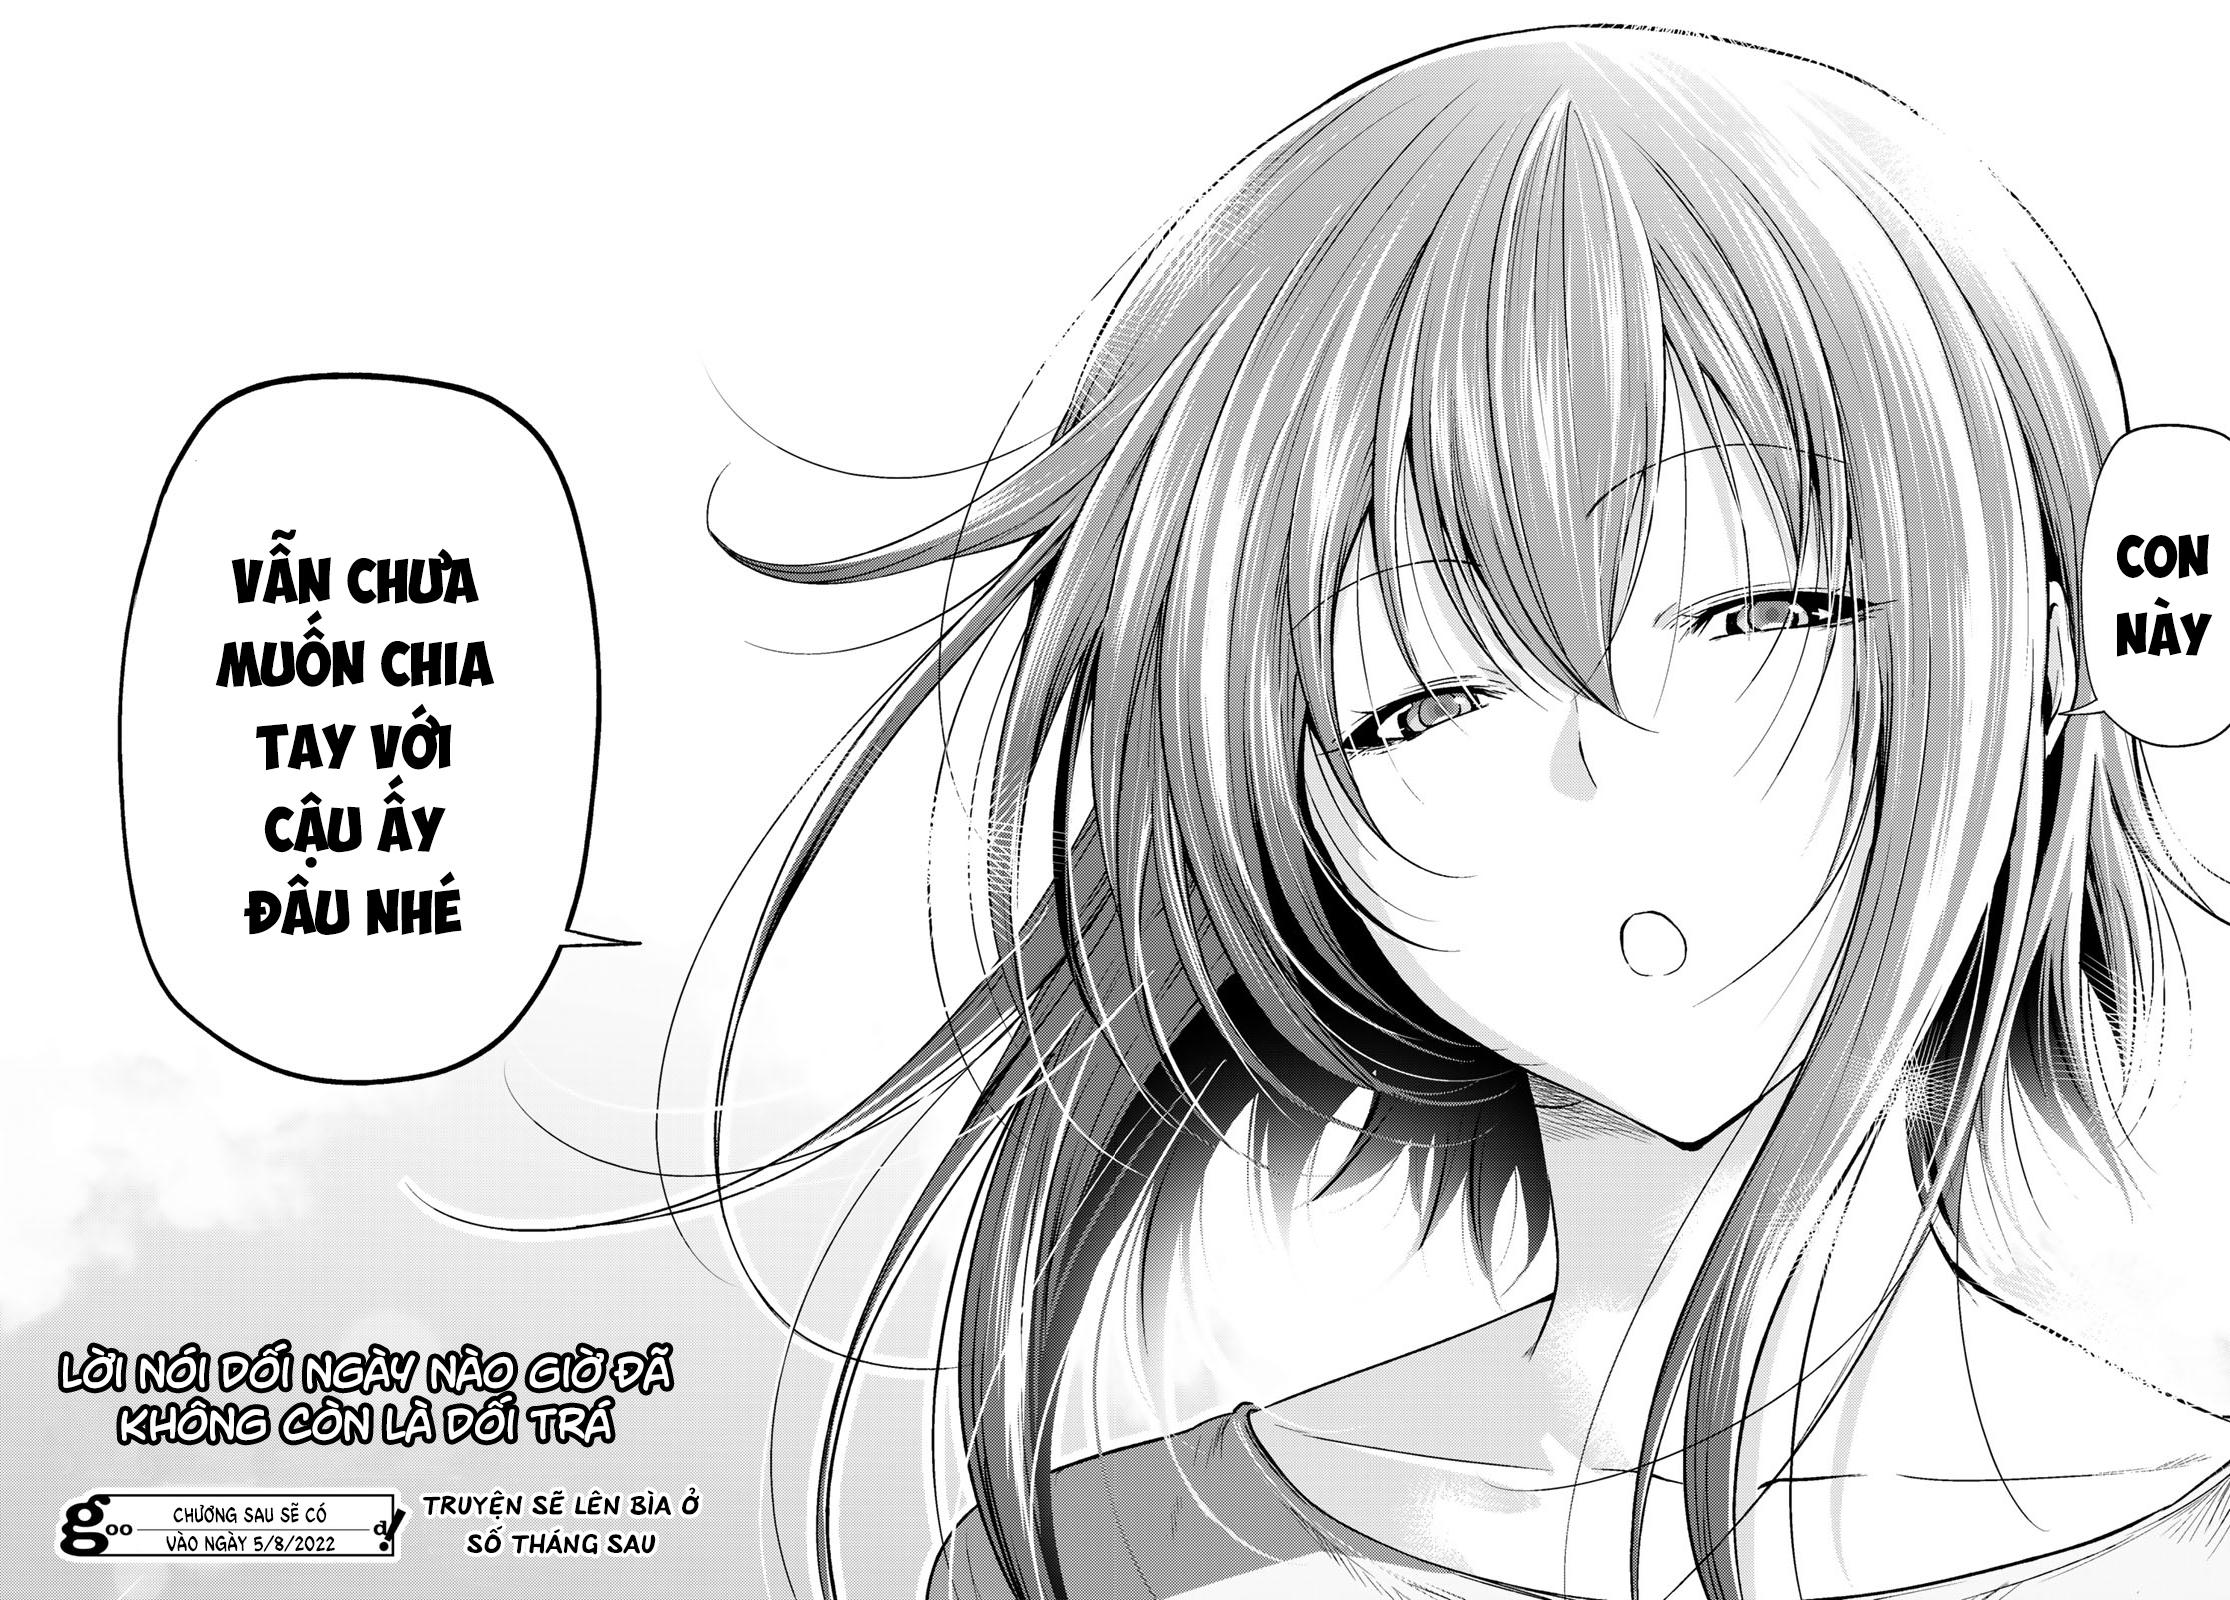 CON
NÀY
VẪN CHƯA
MUỐN CHIA
TAY VỚI
CẬU ẤY
ĐÂU NHÉ
LỜI NÓI DỐI NGÀY NÀO GIỜ ĐÃ
KHÔNG CÒN LÀ DỐI TRÁ
goo d!
CHƯƠNG SAU SẼ CÓ
VÀO NGÀY 5/8/2022
TRUYỆN SẼ LÊN BÌA Ở
SỐ THÁNG SAU